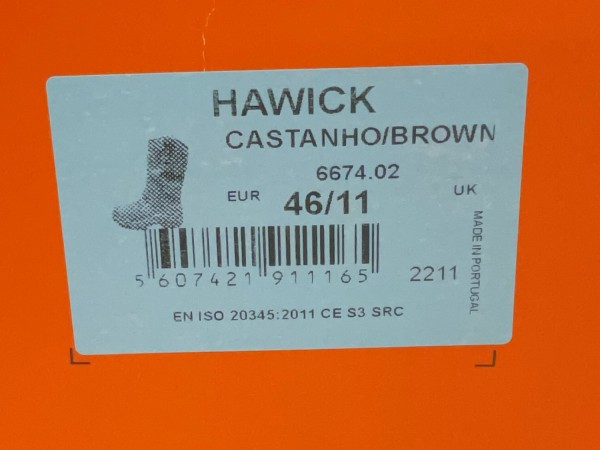 HAWICK
CASTANHO/BROWN
6674.02
EUR 46/11 UK
5 607421 911165 2211
MADE IN PORTUGAL
EN ISO 20345:2011 CE S3 SRC